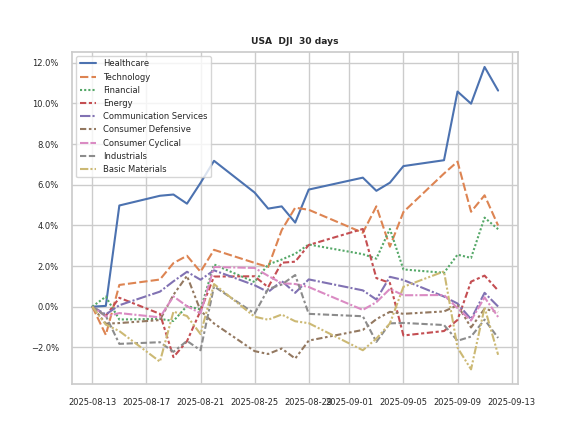 USA DJI 30 days
12.0%
10.0%
8.0%
6.0%
4.0%
2.0%
0.0%
−2.0%
Healthcare
Technology
Financial
Energy
Communication Services
Consumer Defensive
Consumer Cyclical
Industrials
Basic Materials
2025-08-13 2025-08-17 2025-08-21 2025-08-25 2025-08-29 2025-09-01 2025-09-05 2025-09-09 2025-09-13